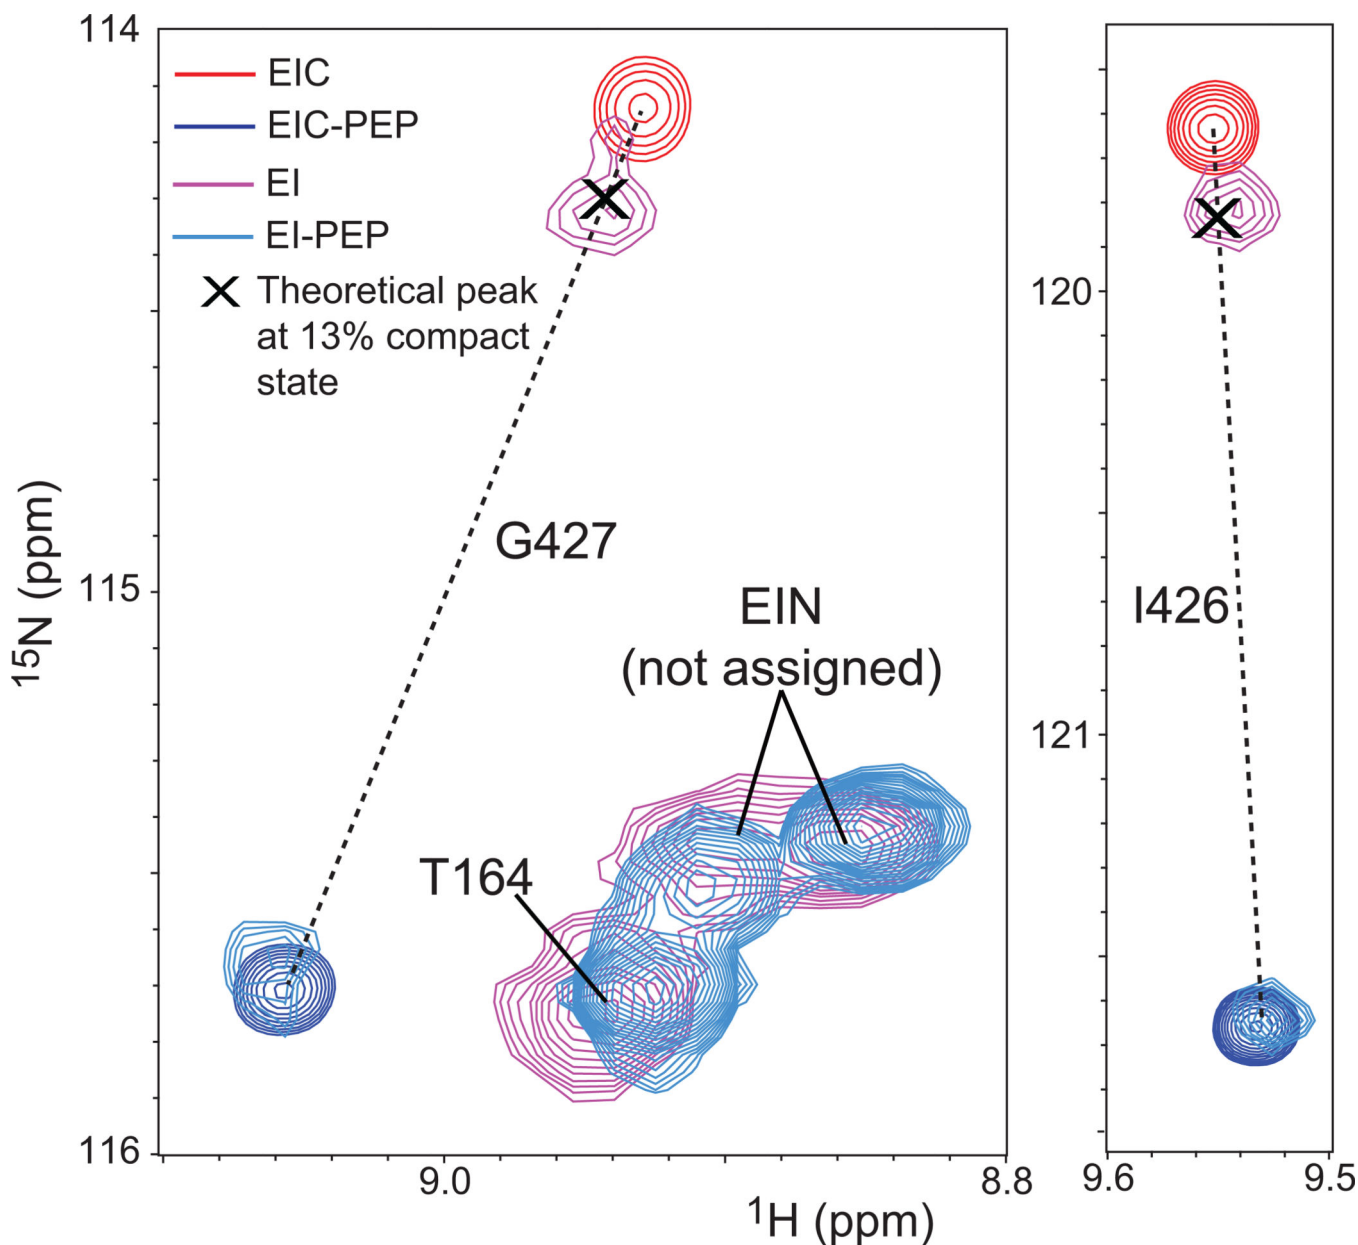 114
EIC
EIC-PEP
EI
EI-PEP
X Theoretical peak
at 13% compact
state
G427
115
15N (ppm)
EIN
(not assigned)
T164
116
9.0
8.8
1H (ppm)
120
I426
121
9.6
9.5